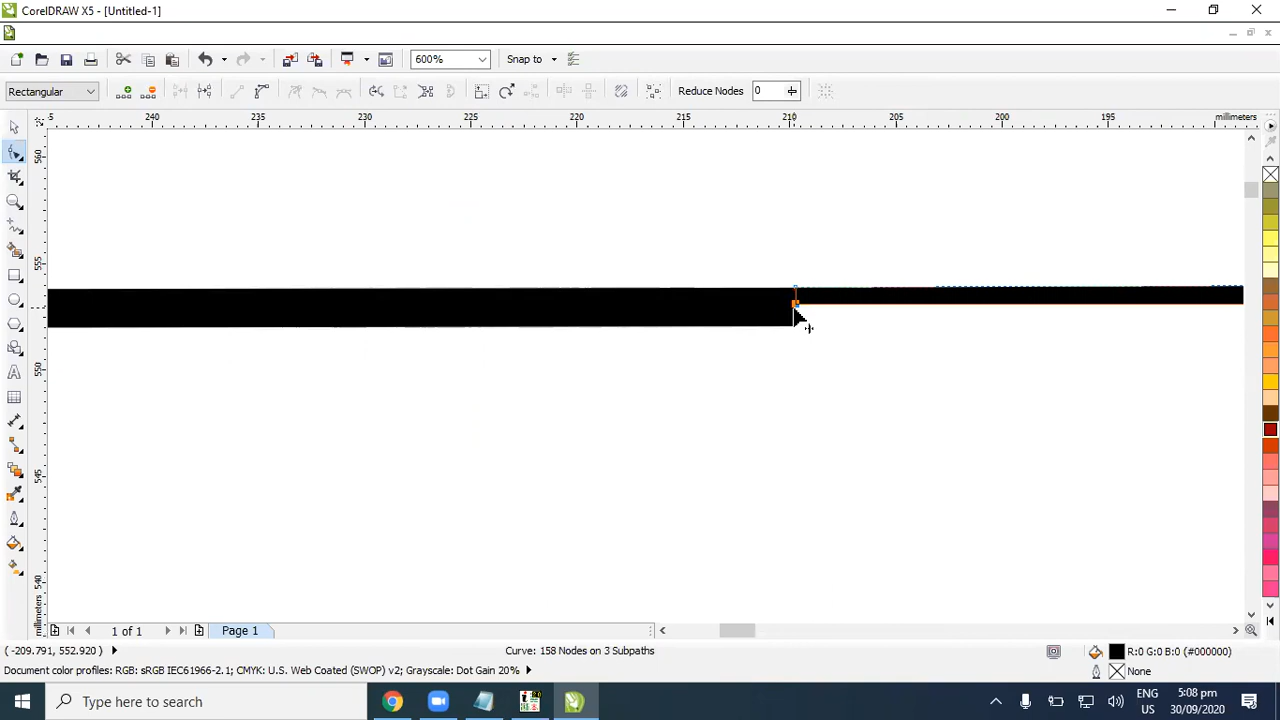 CorelDRAW X5 - [Untitled-1]
600%
Snap to
Rectangular
Reduce Nodes 0
240 235 230 225 220 215 210 205 200 195 millimeters
560
555
550
545
540
millimeters
1 of 1
Page 1
( -209.791, 552.920 )
Curve: 158 Nodes on 3 Subpaths
R:0 G:0 B:0 (#000000)
Document color profiles: RGB: sRGB IEC61966-2.1; CMYK: U.S. Web Coated (SWOP) v2; Grayscale: Dot Gain 20%
None
Type here to search
ENG
US
5:08 pm
30/09/2020